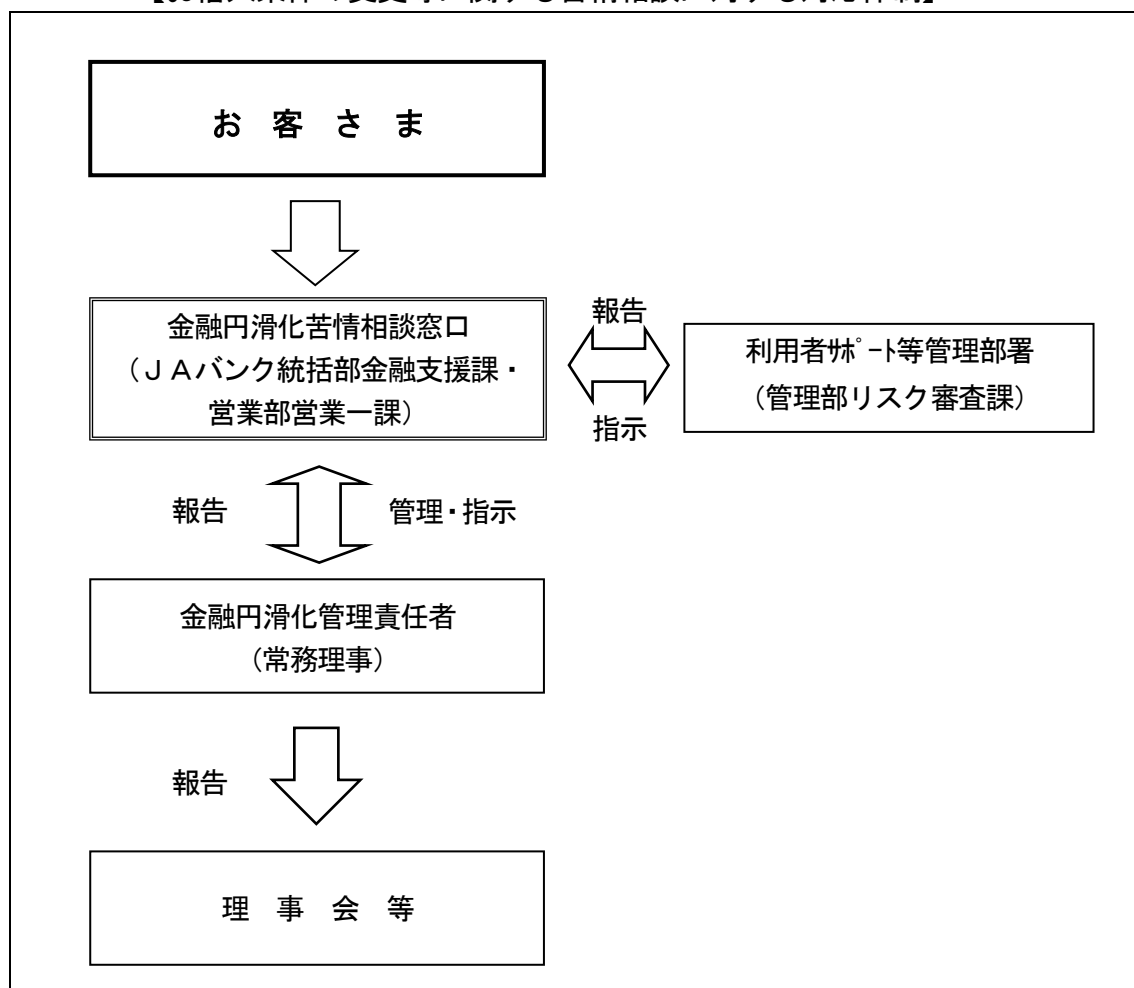 お 客 さ ま
金融円滑化苦情相談窓口
（ＪＡバンク統括部金融支援課・
営業部営業一課）
報告
指示
利用者ｻﾎﾟｰﾄ等管理部署
（管理部リスク審査課）
報告
管理・指示
金融円滑化管理責任者
（常務理事）
報告
理 事 会 等